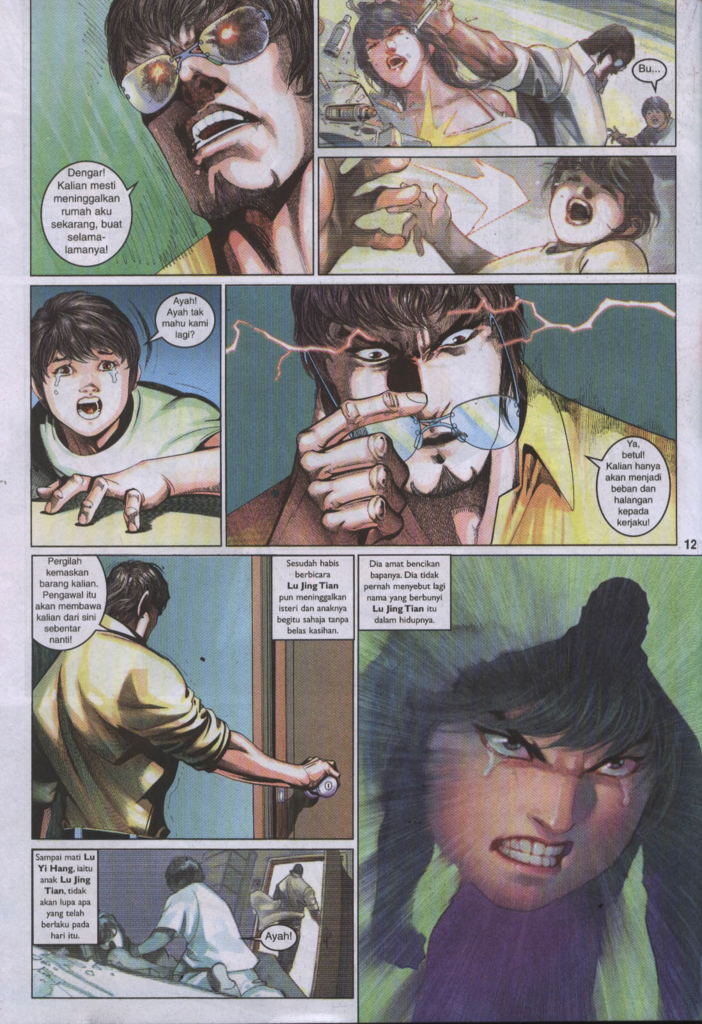 Dengar!
Kalian mesti
meninggalkan
rumah aku
sekarang, buat
selama-
lamanya!
Bu...
Ayah!
Ayah tak
mahu kami
lagi?
Ya,
betul!
Kalian hanya
akan menjadi
beban dan
halangan
kepada
kerjaku!
12
Pergilah
kemaskan
barang kalian.
Pengawal itu
akan membawa
kalian dari sini
sebentar
nanti!
Sesudah habis
berbicara
Lu Jing Tian
pun meninggalkan
isteri dan anaknya
begitu sahaja tanpa
belas kasihan.
Dia amat bencikan
bapanya. Dia tidak
pernah menyebut lagi
nama yang berbunyi
Lu Jing Tian itu
dalam hidupnya.
Sampai mati Lu
Yi Hang, iaitu
anak Lu Jing
Tian, tidak
akan lupa apa
yang telah
berlaku pada
hari itu.
Ayah!